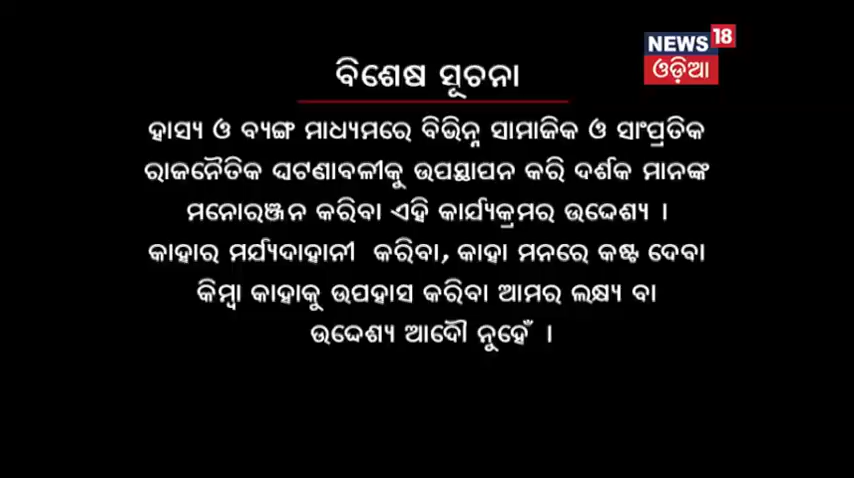 NEWS 18
ଓଡ଼ିଆ
ବିଶେଷ ସୂଚନା
ହାସ୍ୟ ଓ ବ୍ୟଙ୍ଗ ମାଧ୍ୟମରେ ବିଭିନ୍ନ ସାମାଜିକ ଓ ସାଂପ୍ରତିକ
ରାଜନୈତିକ ଘଟଣାବଳୀକୁ ଉପସ୍ଥାପନ କରି ଦର୍ଶକ ମାନଙ୍କ
ମନୋରଞ୍ଜନ କରିବା ଏହି କାର୍ଯ୍ୟକ୍ରମର ଉଦ୍ଦେଶ୍ୟ ।
କାହାର ମର୍ଯ୍ୟଦାହାନୀ କରିବା, କାହା ମନରେ କଷ୍ଟ ଦେବା
କିମ୍ବା କାହାକୁ ଉପହାସ କରିବା ଆମର ଲକ୍ଷ୍ୟ ବା
ଉଦ୍ଦେଶ୍ୟ ଆଦୌ ନୁହେଁ ।